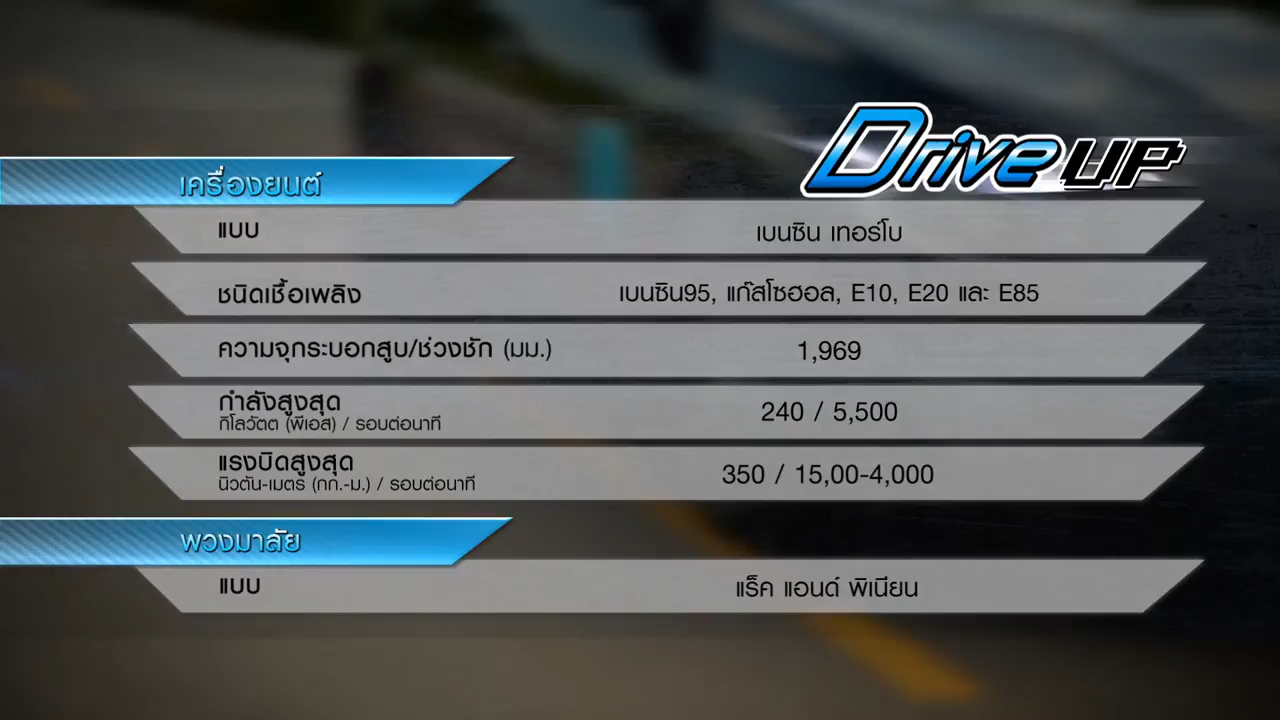 Drive UP
เครื่องยนต์
แบบ เบนซิน เทอร์โบ
ชนิดเชื้อเพลิง เบนซิน95, แก๊สโซฮอล, E10, E20 และ E85
ความจุกระบอกสูบ/ช่วงชัก (มม.) 1,969
กำลังสูงสุด 240 / 5,500
กิโลวัตต (พีเอส) / รอบต่อนาที
แรงบิดสูงสุด 350 / 15,00-4,000
นิวตัน-เมตร (กก.-ม.) / รอบต่อนาที
พวงมาลัย
แบบ แร็ค แอนด์ พิเนียน